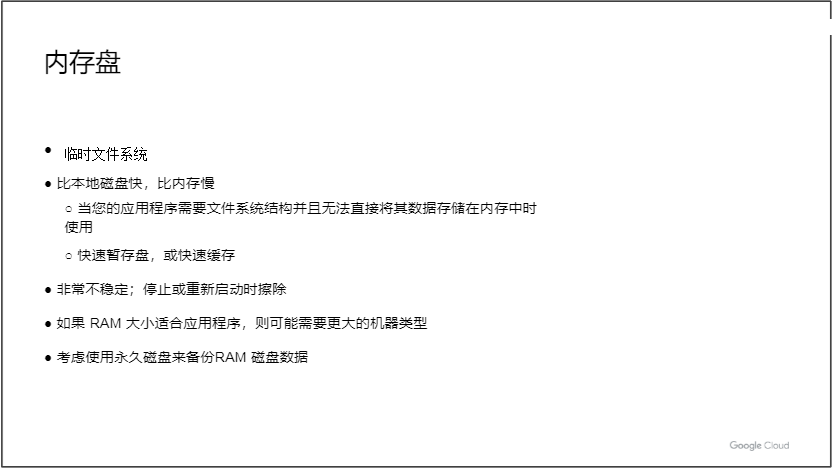 内存盘
• 临时文件系统
● 比本地磁盘快，比内存慢
○ 当您的应用程序需要文件系统结构并且无法直接将其数据存储在内存中时
使用
○ 快速暂存盘，或快速缓存
● 非常不稳定；停止或重新启动时擦除
● 如果 RAM 大小适合应用程序，则可能需要更大的机器类型
● 考虑使用永久磁盘来备份RAM 磁盘数据
Google Cloud